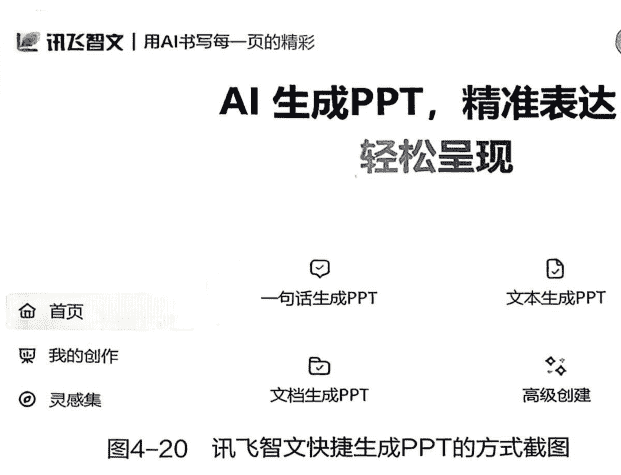 讯飞智文 | 用AI书写每一页的精彩
AI 生成PPT，精准表达
轻松呈现
一句话生成PPT
文本生成PPT
首页
我的创作
文档生成PPT
高级创建
灵感集
图4-20 讯飞智文快捷生成PPT的方式截图